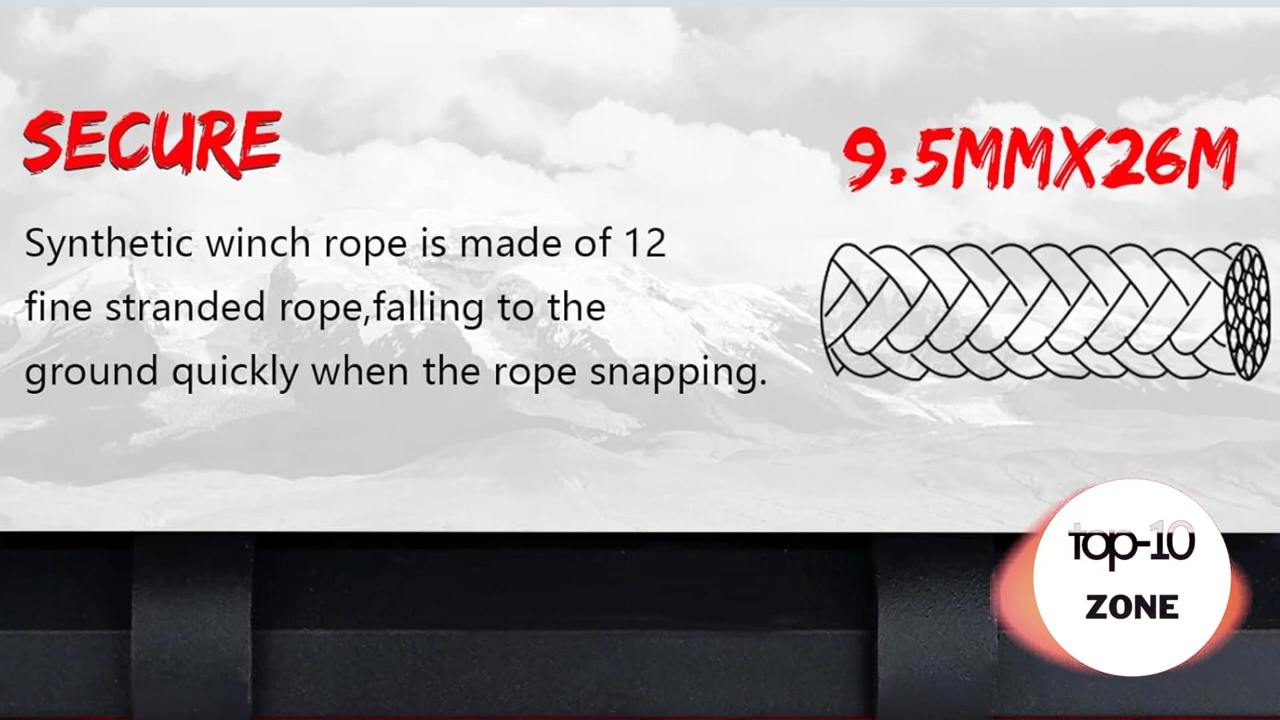 SECURE
9.5MMX26M
Synthetic winch rope is made of 12
fine stranded rope,falling to the
ground quickly when the rope snapping.
top-10
ZONE